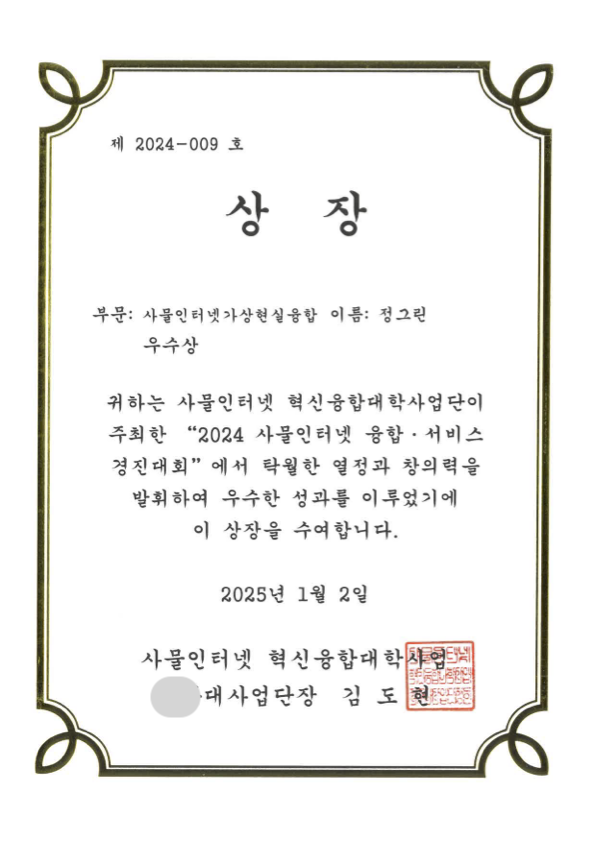 제 2024-009 호
상 장
부문: 사물인터넷가상현실융합 이름: 정그린
우수상
귀하는 사물인터넷 혁신융합대학사업단이
주최한 “2024 사물인터넷 융합·서비스
경진대회” 에서 탁월한 열정과 창의력을
발휘하여 우수한 성과를 이루었기에
이 상장을 수여합니다.
2025년 1월 2일
사물인터넷 혁신융합대학사업
대사업단장 김 도 현